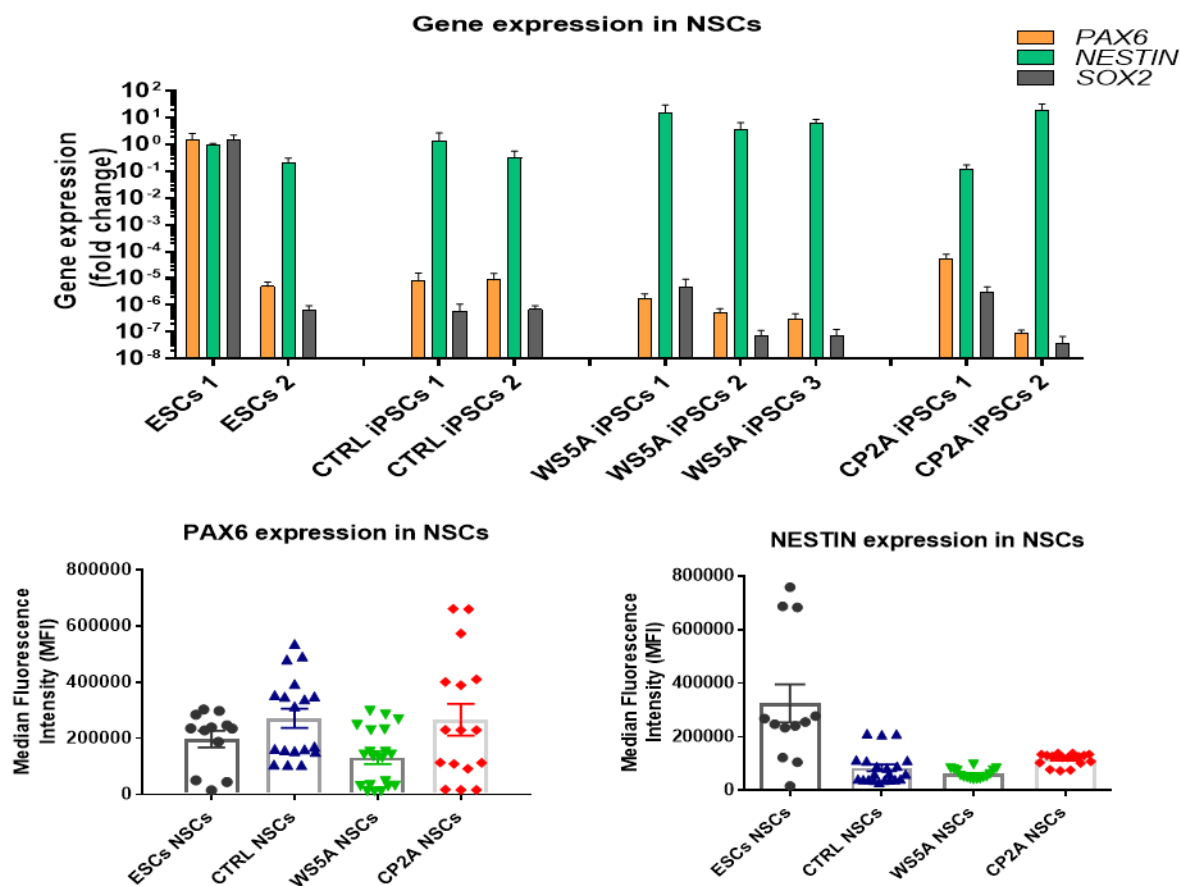 Gene expression in NSCs
PAX6
NESTIN
SOX2
Gene expression
(fold change)
10²
10¹
10⁰
10⁻¹
10⁻²
10⁻³
10⁻⁴
10⁻⁵
10⁻⁶
10⁻⁷
10⁻⁸
ESCs 1
ESCs 2
CTRL iPSCs 1
CTRL iPSCs 2
WS5A iPSCs 1
WS5A iPSCs 2
WS5A iPSCs 3
CP2A iPSCs 1
CP2A iPSCs 2
PAX6 expression in NSCs
Median Fluorescence
Intensity (MFI)
800000
600000
400000
200000
0
ESCs NSCs
CTRL NSCs
WS5A NSCs
CP2A NSCs
NESTIN expression in NSCs
Median Fluorescence
Intensity (MFI)
800000
600000
400000
200000
0
ESCs NSCs
CTRL NSCs
WS5A NSCs
CP2A NSCs